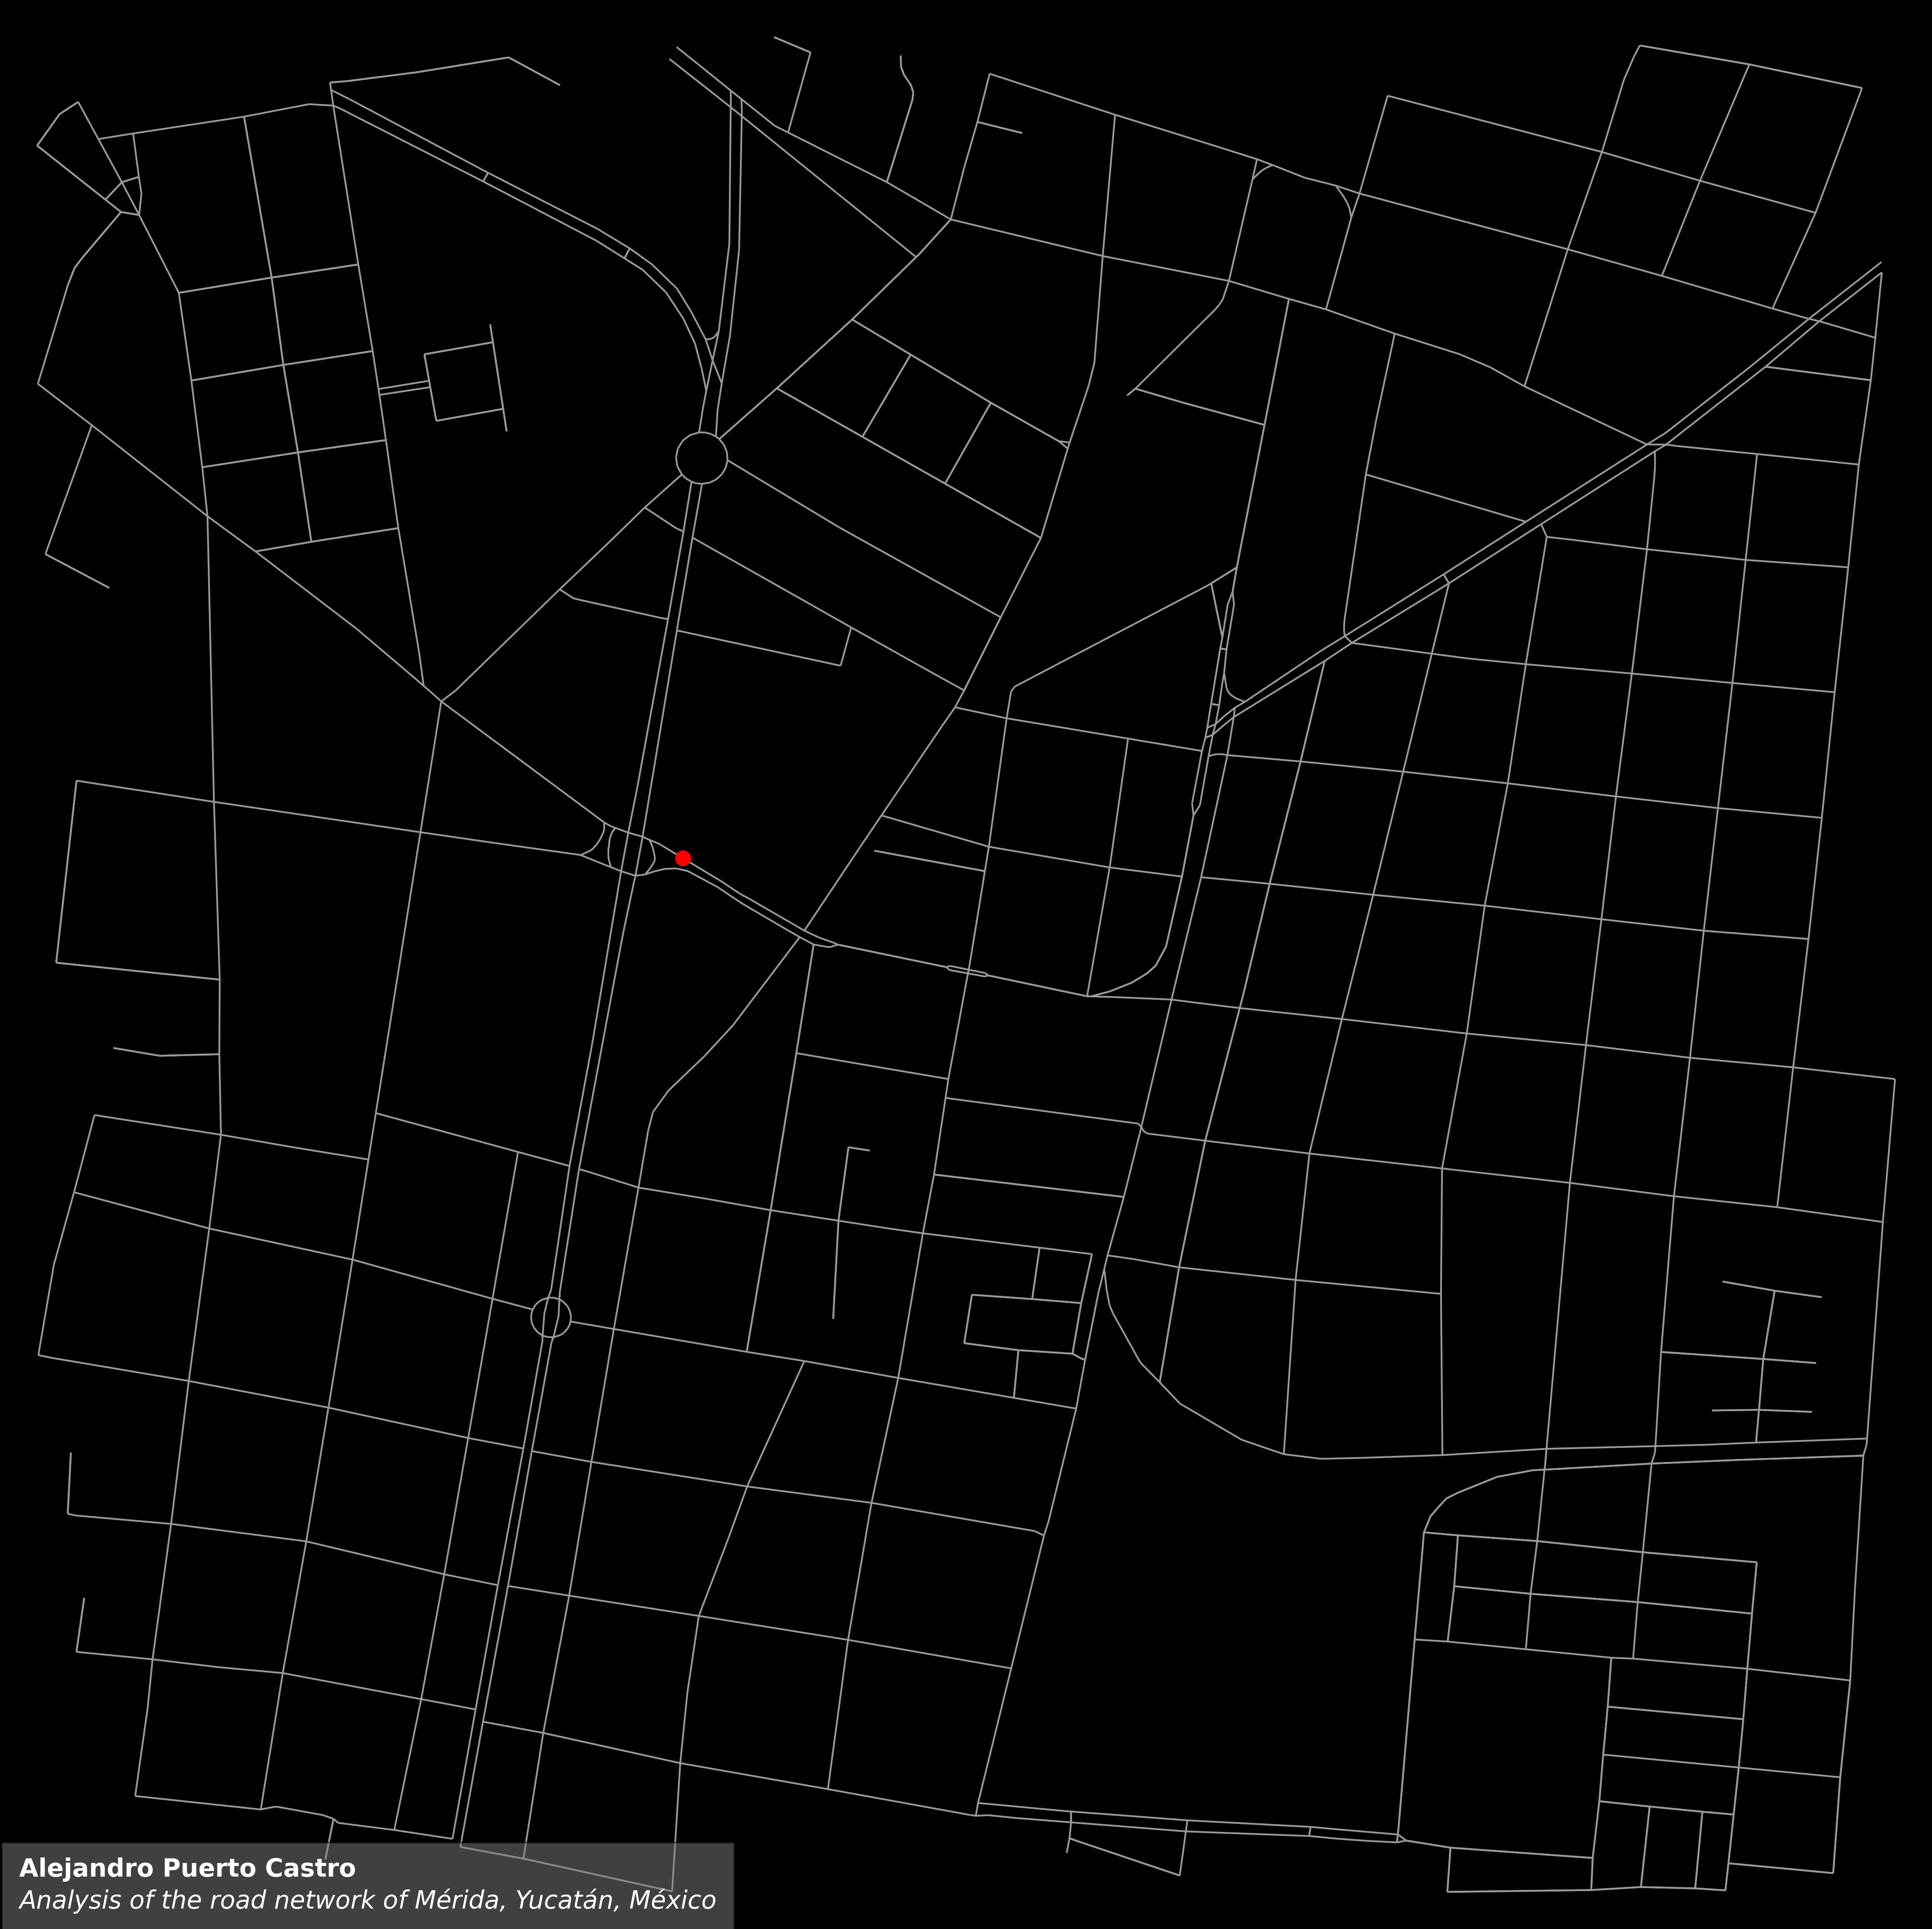 Alejandro Puerto Castro
Analysis of the road network of Mérida, Yucatán, México